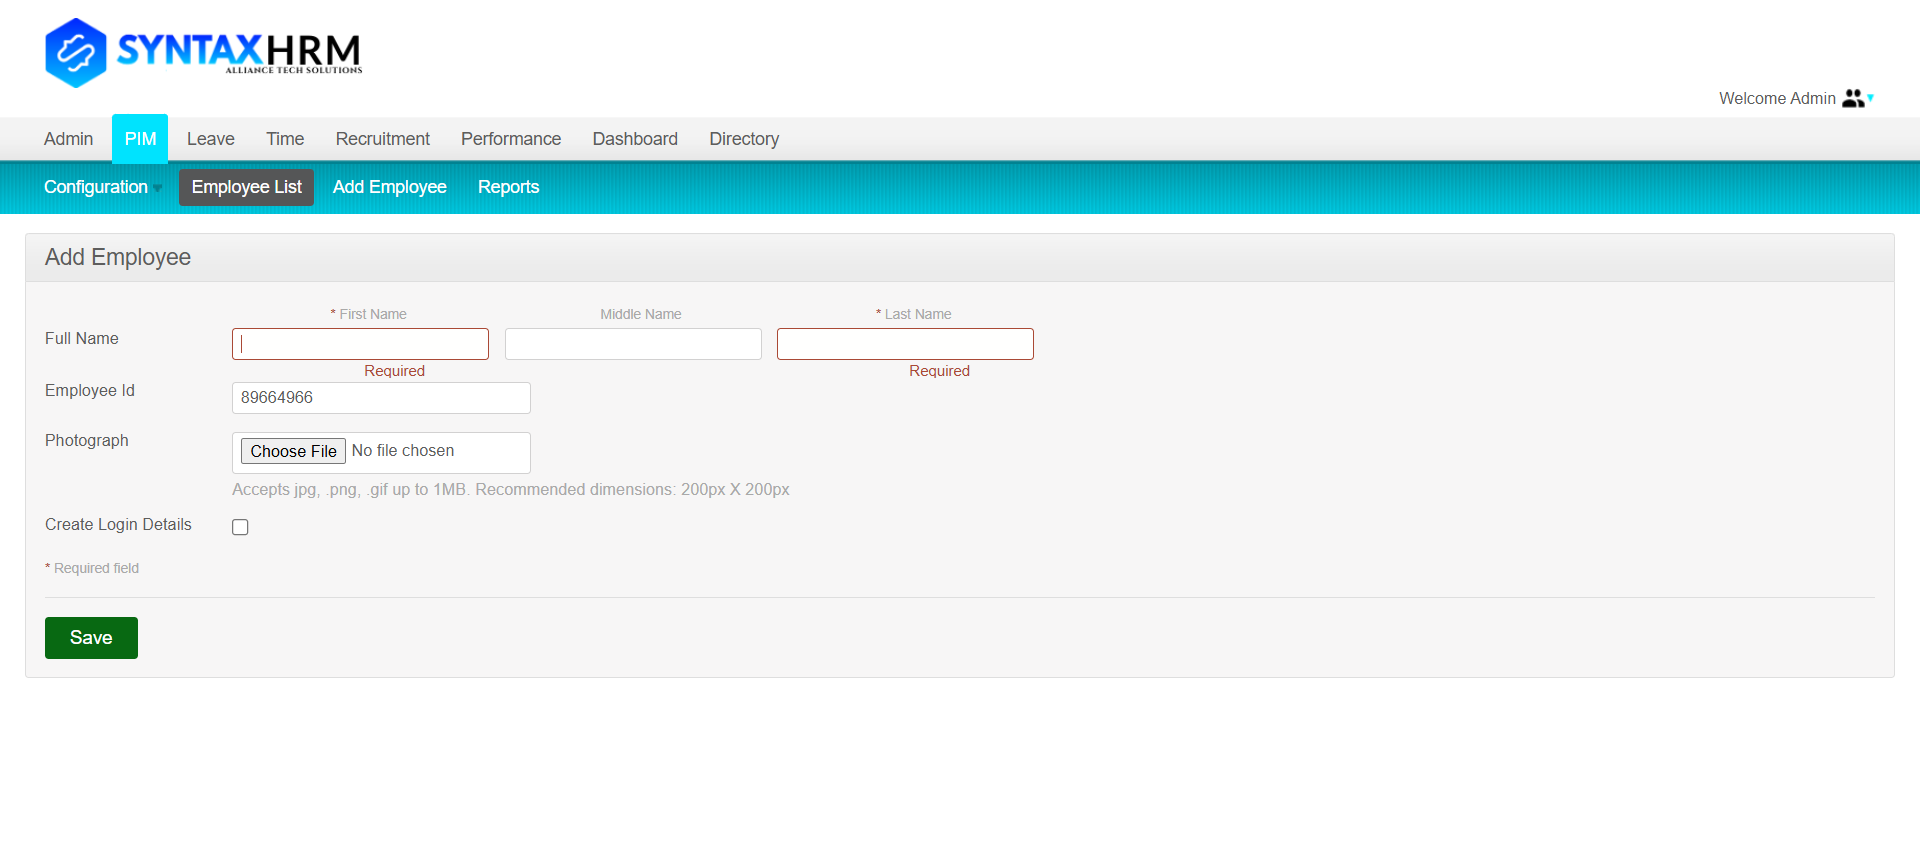 SYNTAXHRM
ALLIANCE TECH SOLUTIONS
Welcome Admin
Admin PIM Leave Time Recruitment Performance Dashboard Directory
Configuration Employee List Add Employee Reports
Add Employee
* First Name Middle Name * Last Name
Full Name
Required Required
Employee Id 89664966
Photograph Choose File No file chosen
Accepts jpg, .png, .gif up to 1MB. Recommended dimensions: 200px X 200px
Create Login Details
* Required field
Save